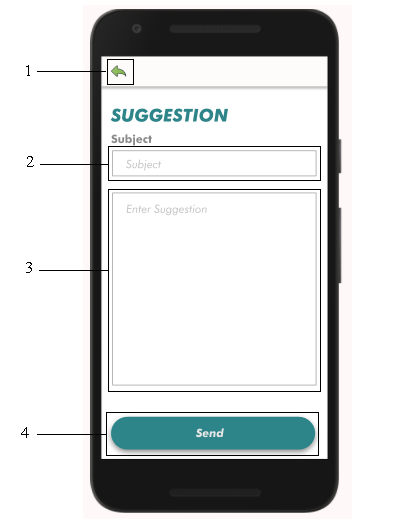 1
SUGGESTION
Subject
2
Subject
Enter Suggestion
3
4
Send